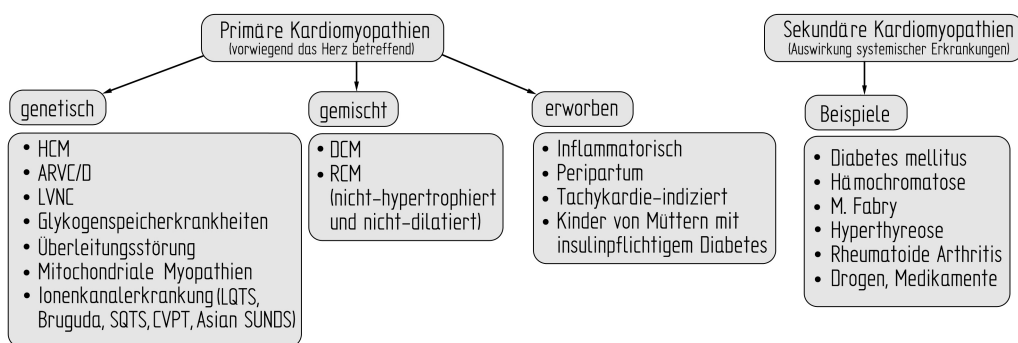 Primäre Kardiomyopathien
(vorwiegend das Herz betreffend)
Sekundäre Kardiomyopathien
(Auswirkung systemischer Erkrankungen)
genetisch
• HCM
• ARVC/D
• LVNC
• Glykogenspeicherkrankheiten
• Überleitungsstörung
• Mitochondriale Myopathien
• Ionenkanalerkrankung (LQTS,
Bruguda, SQTS, CVPT, Asian SUNDS)
gemischt
• DCM
• RCM
(nicht-hypertrophiert
und nicht-dilatiert)
erworben
• Inflammatorisch
• Peripartum
• Tachykardie-indiziert
• Kinder von Müttern mit
insulinpflichtigem Diabetes
Beispiele
• Diabetes mellitus
• Hämochromatose
• M. Fabry
• Hyperthyreose
• Rheumatoide Arthritis
• Drogen, Medikamente